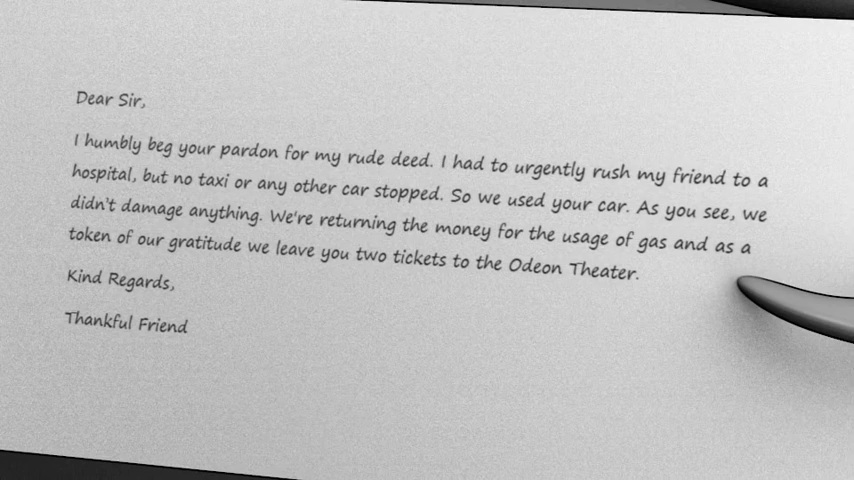 Dear Sir,
I humbly beg your pardon for my rude deed. I had to urgently rush my friend to a
hospital, but no taxi or any other car stopped. So we used your car. As you see, we
didn't damage anything. We're returning the money for the usage of gas and as a
token of our gratitude we leave you two tickets to the Odeon Theater.
Kind Regards,
Thankful Friend